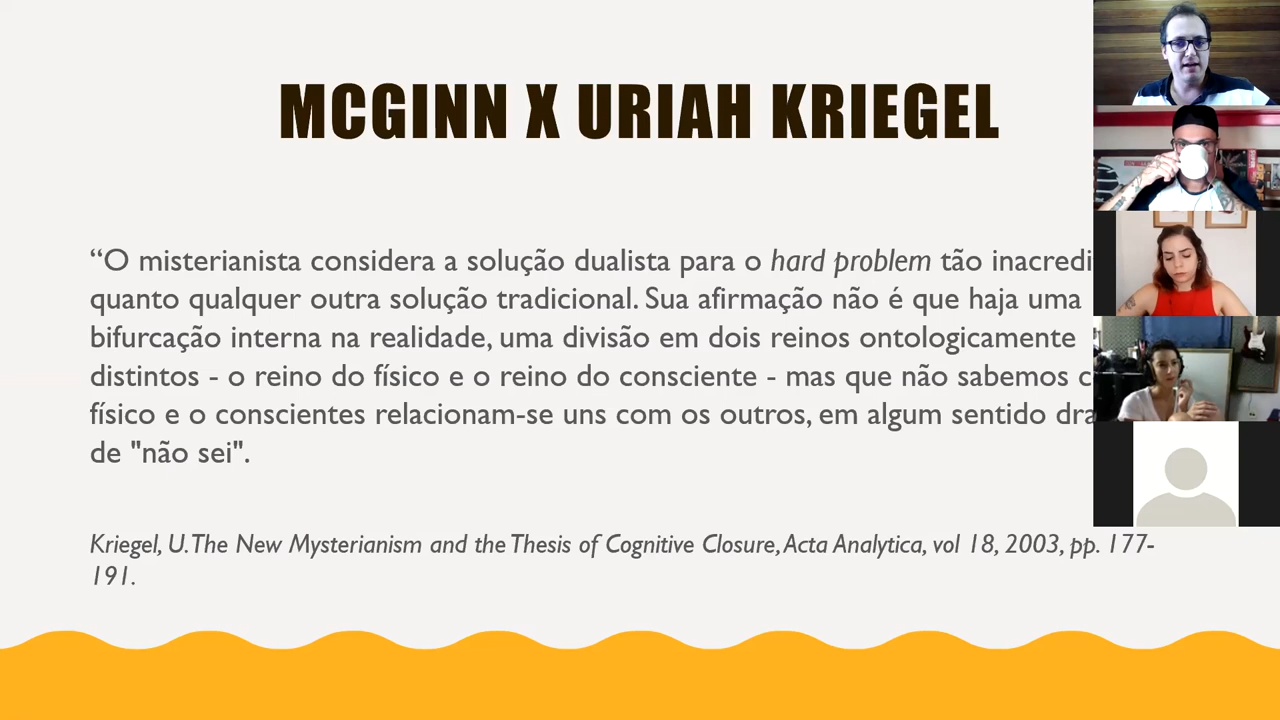 MCGINN X URIAH KRIEGEL
“O misterianista considera a solução dualista para o hard problem tão
quanto qualquer outra solução tradicional. Sua afirmação não é que haja uma
bifurcação interna na realidade, uma divisão em dois reinos ontologicamente
distintos - o reino do físico e o reino do consciente - mas que não sabemos
físico e o conscientes relacionam-se uns com os outros, em algum sentido
de "não sei".
Kriegel, U. The New Mysterianism and the Thesis of Cognitive Closure, Acta Analytica, vol 18, 2003, pp. 177-
191.